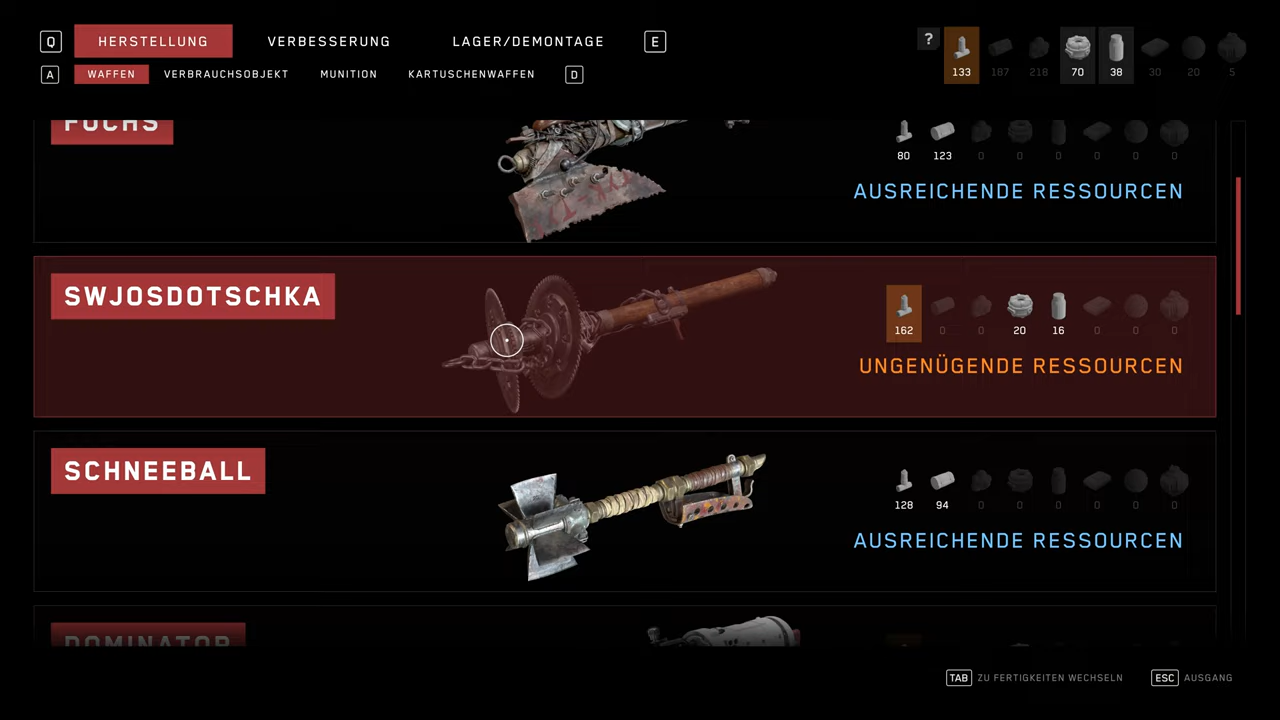 Q HERSTELLUNG VERBESSERUNG LAGER/DEMONTAGE E
A WAFFEN VERBRAUCHSOBJEKT MUNITION KARTUSCHENWAFFEN D
? 133 187 218 70 38 30 20 5
FUCHS
80 123 0 0 0 0 0 0
AUSREICHENDE RESSOURCEN
SWJOSDOTSCHKA
162 0 0 20 16 0 0 0
UNGENÜGENDE RESSOURCEN
SCHNEEBALL
128 94 0 0 0 0 0 0
AUSREICHENDE RESSOURCEN
DOMINATOR
TAB ZU FERTIGKEITEN WECHSELN ESC AUSGANG